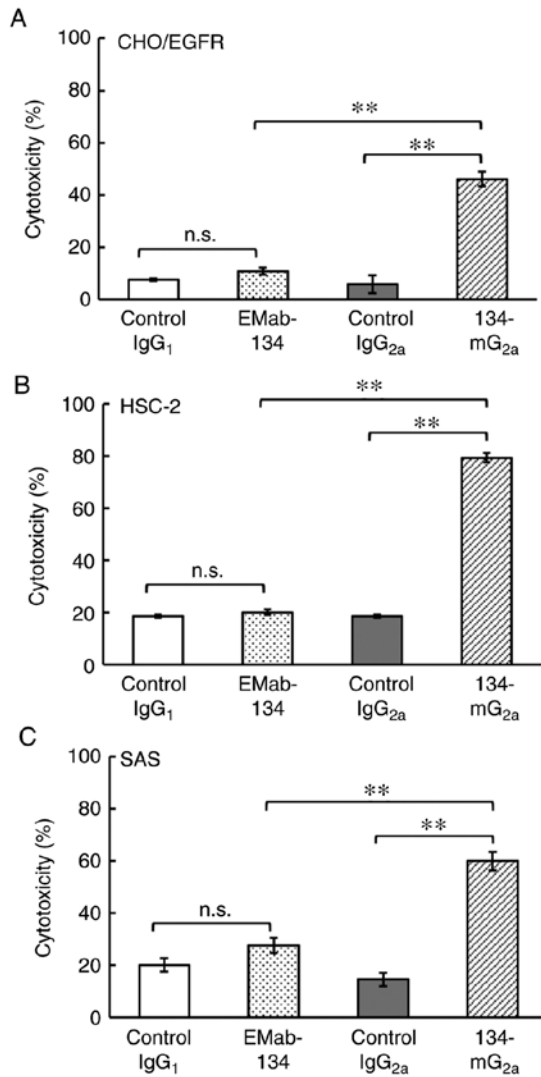 A
CHO/EGFR
Cytotoxicity (%)
100
80
60
40
20
0
n.s.
**
**
Control IgG1
EMab-134
Control IgG2a
134-mG2a
B
HSC-2
Cytotoxicity (%)
100
80
60
40
20
0
n.s.
**
**
Control IgG1
EMab-134
Control IgG2a
134-mG2a
C
SAS
Cytotoxicity (%)
100
80
60
40
20
0
n.s.
**
**
Control IgG1
EMab-134
Control IgG2a
134-mG2a